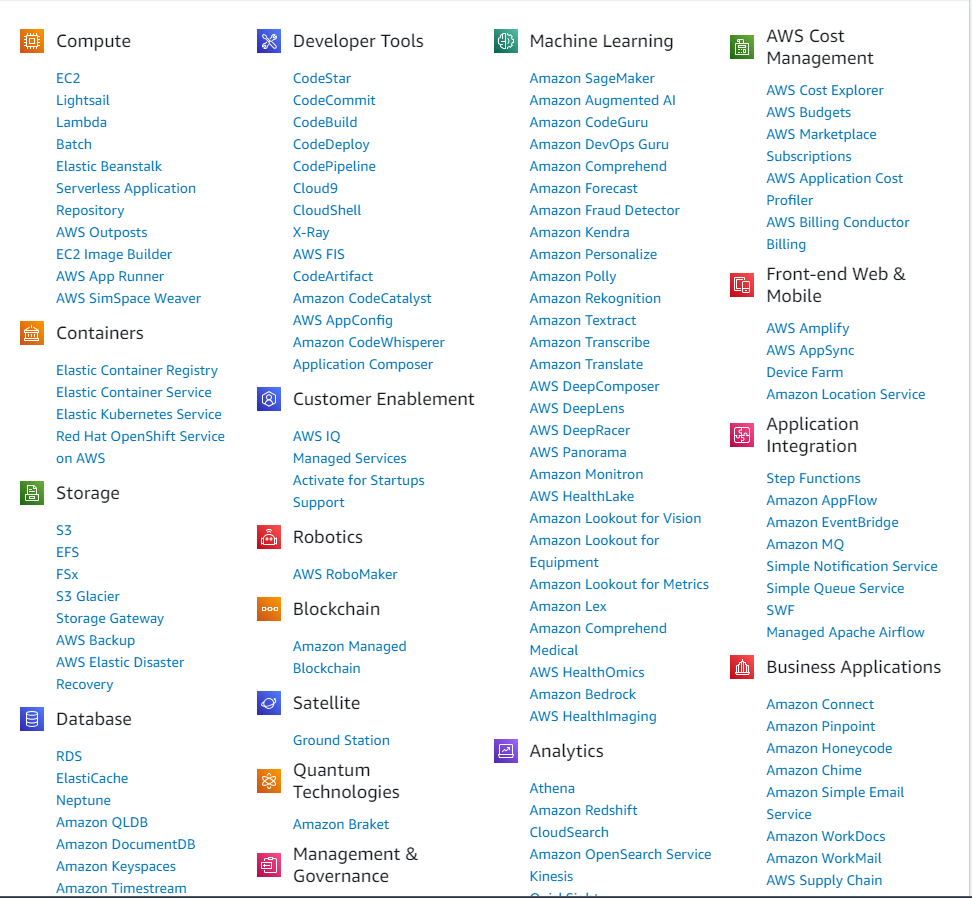 Compute
EC2
Lightsail
Lambda
Batch
Elastic Beanstalk
Serverless Application
Repository
AWS Outposts
EC2 Image Builder
AWS App Runner
AWS SimSpace Weaver
Containers
Elastic Container Registry
Elastic Container Service
Elastic Kubernetes Service
Red Hat OpenShift Service
on AWS
Storage
S3
EFS
FSx
S3 Glacier
Storage Gateway
AWS Backup
AWS Elastic Disaster
Recovery
Database
RDS
ElastiCache
Neptune
Amazon QLDB
Amazon DocumentDB
Amazon Keyspaces
Amazon Timestream
Developer Tools
CodeStar
CodeCommit
CodeBuild
CodeDeploy
CodePipeline
Cloud9
CloudShell
X-Ray
AWS FIS
CodeArtifact
Amazon CodeCatalyst
AWS AppConfig
Amazon CodeWhisperer
Application Composer
Customer Enablement
AWS IQ
Managed Services
Activate for Startups
Support
Robotics
AWS RoboMaker
Blockchain
Amazon Managed
Blockchain
Satellite
Ground Station
Quantum
Technologies
Amazon Braket
Management &
Governance
Machine Learning
Amazon SageMaker
Amazon Augmented AI
Amazon CodeGuru
Amazon DevOps Guru
Amazon Comprehend
Amazon Forecast
Amazon Fraud Detector
Amazon Kendra
Amazon Personalize
Amazon Polly
Amazon Rekognition
Amazon Textract
Amazon Transcribe
Amazon Translate
AWS DeepComposer
AWS DeepLens
AWS DeepRacer
AWS Panorama
Amazon Monitron
AWS HealthLake
Amazon Lookout for Vision
Amazon Lookout for
Equipment
Amazon Lookout for Metrics
Amazon Lex
Amazon Comprehend
Medical
AWS HealthOmics
Amazon Bedrock
AWS HealthImaging
Analytics
Athena
Amazon Redshift
CloudSearch
Amazon OpenSearch Service
Kinesis
AWS Cost
Management
AWS Cost Explorer
AWS Budgets
AWS Marketplace
Subscriptions
AWS Application Cost
Profiler
AWS Billing Conductor
Billing
Front-end Web &
Mobile
AWS Amplify
AWS AppSync
Device Farm
Amazon Location Service
Application
Integration
Step Functions
Amazon AppFlow
Amazon EventBridge
Amazon MQ
Simple Notification Service
Simple Queue Service
SWF
Managed Apache Airflow
Business Applications
Amazon Connect
Amazon Pinpoint
Amazon Honeycode
Amazon Chime
Amazon Simple Email
Service
Amazon WorkDocs
Amazon WorkMail
AWS Supply Chain